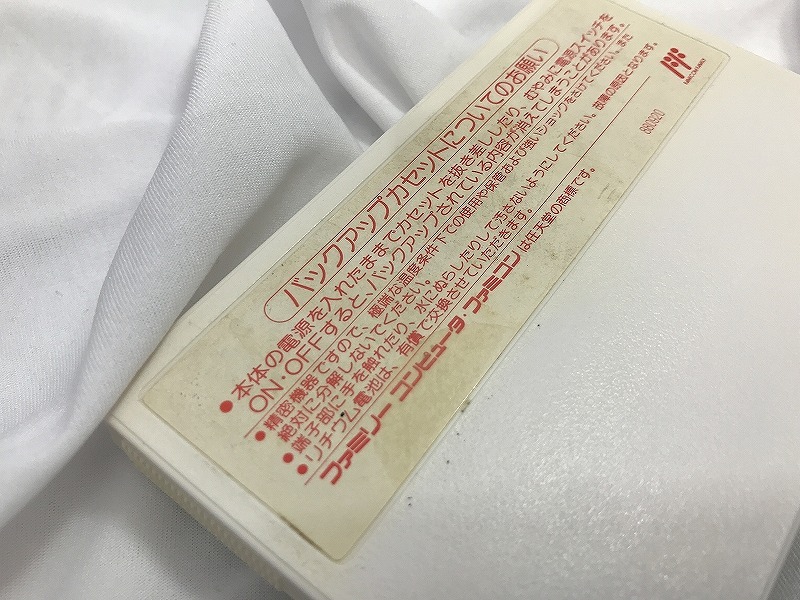 バックアップカセットについてのお願い
● 本体の電源を入れたままでカセットを抜き差ししたり、むやみに電源スイッチを
ON・OFFするとバックアップされている内容が消えてしまうことがあります。
● 精密機器ですので、極端な温度条件下での使用や保管および強いショックをさけてください。また
絶対に分解しないでください。
● 端子部に手を触れたり、水にぬらしたりして汚さないようにしてください。故障の原因となります。
● リチウム電池は、有償で交換させていただきます。
ファミリー コンピュータ・ファミコン は任天堂の商標です。
880420